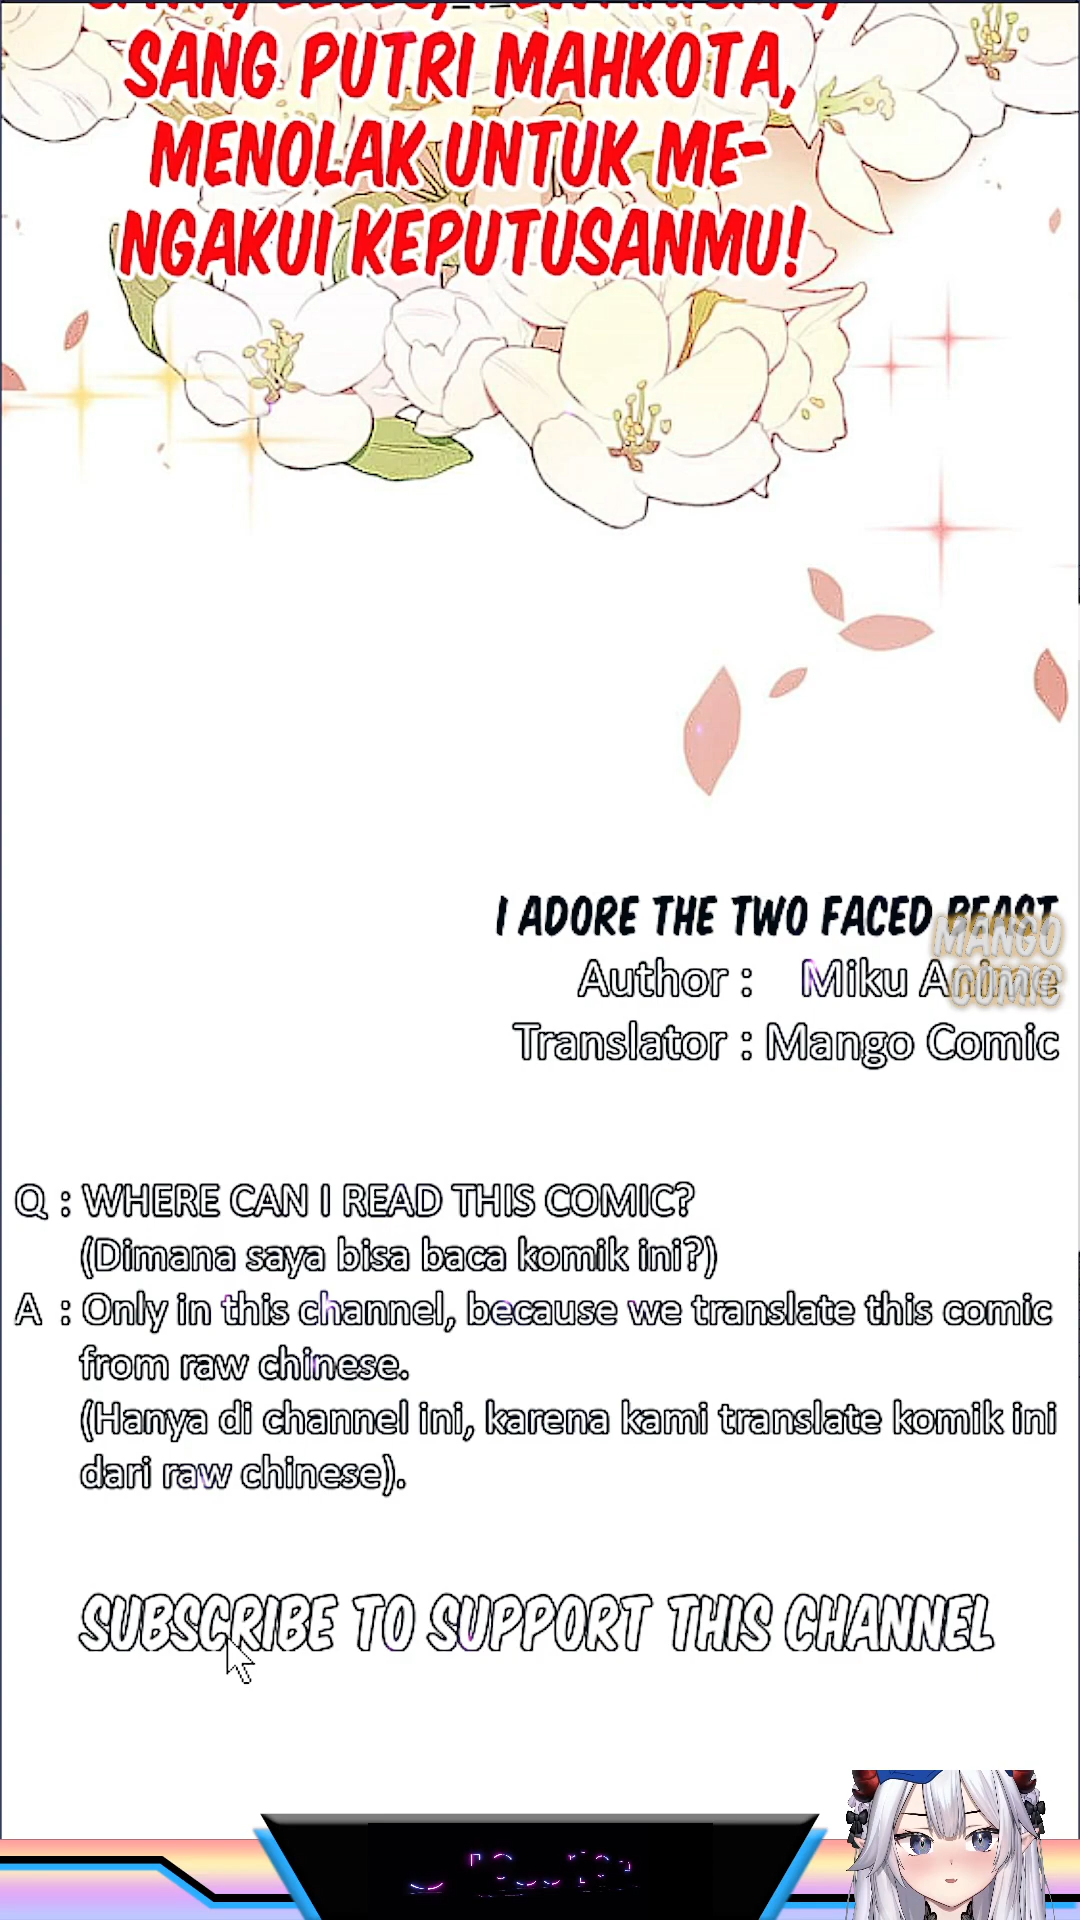 SANG PUTRI MAHKOTA,
MENOLAK UNTUK ME-
NGAKUI KEPUTUSANMU!
I ADORE THE TWO FACED BEAST
MANGO
COMIC
Author : Miku Anime
Translator : Mango Comic
Q : WHERE CAN I READ THIS COMIC?
(Dimana saya bisa baca komik ini?)
A : Only in this channel, because we translate this comic
from raw chinese.
(Hanya di channel ini, karena kami translate komik ini
dari raw chinese).
SUBSCRIBE TO SUPPORT THIS CHANNEL